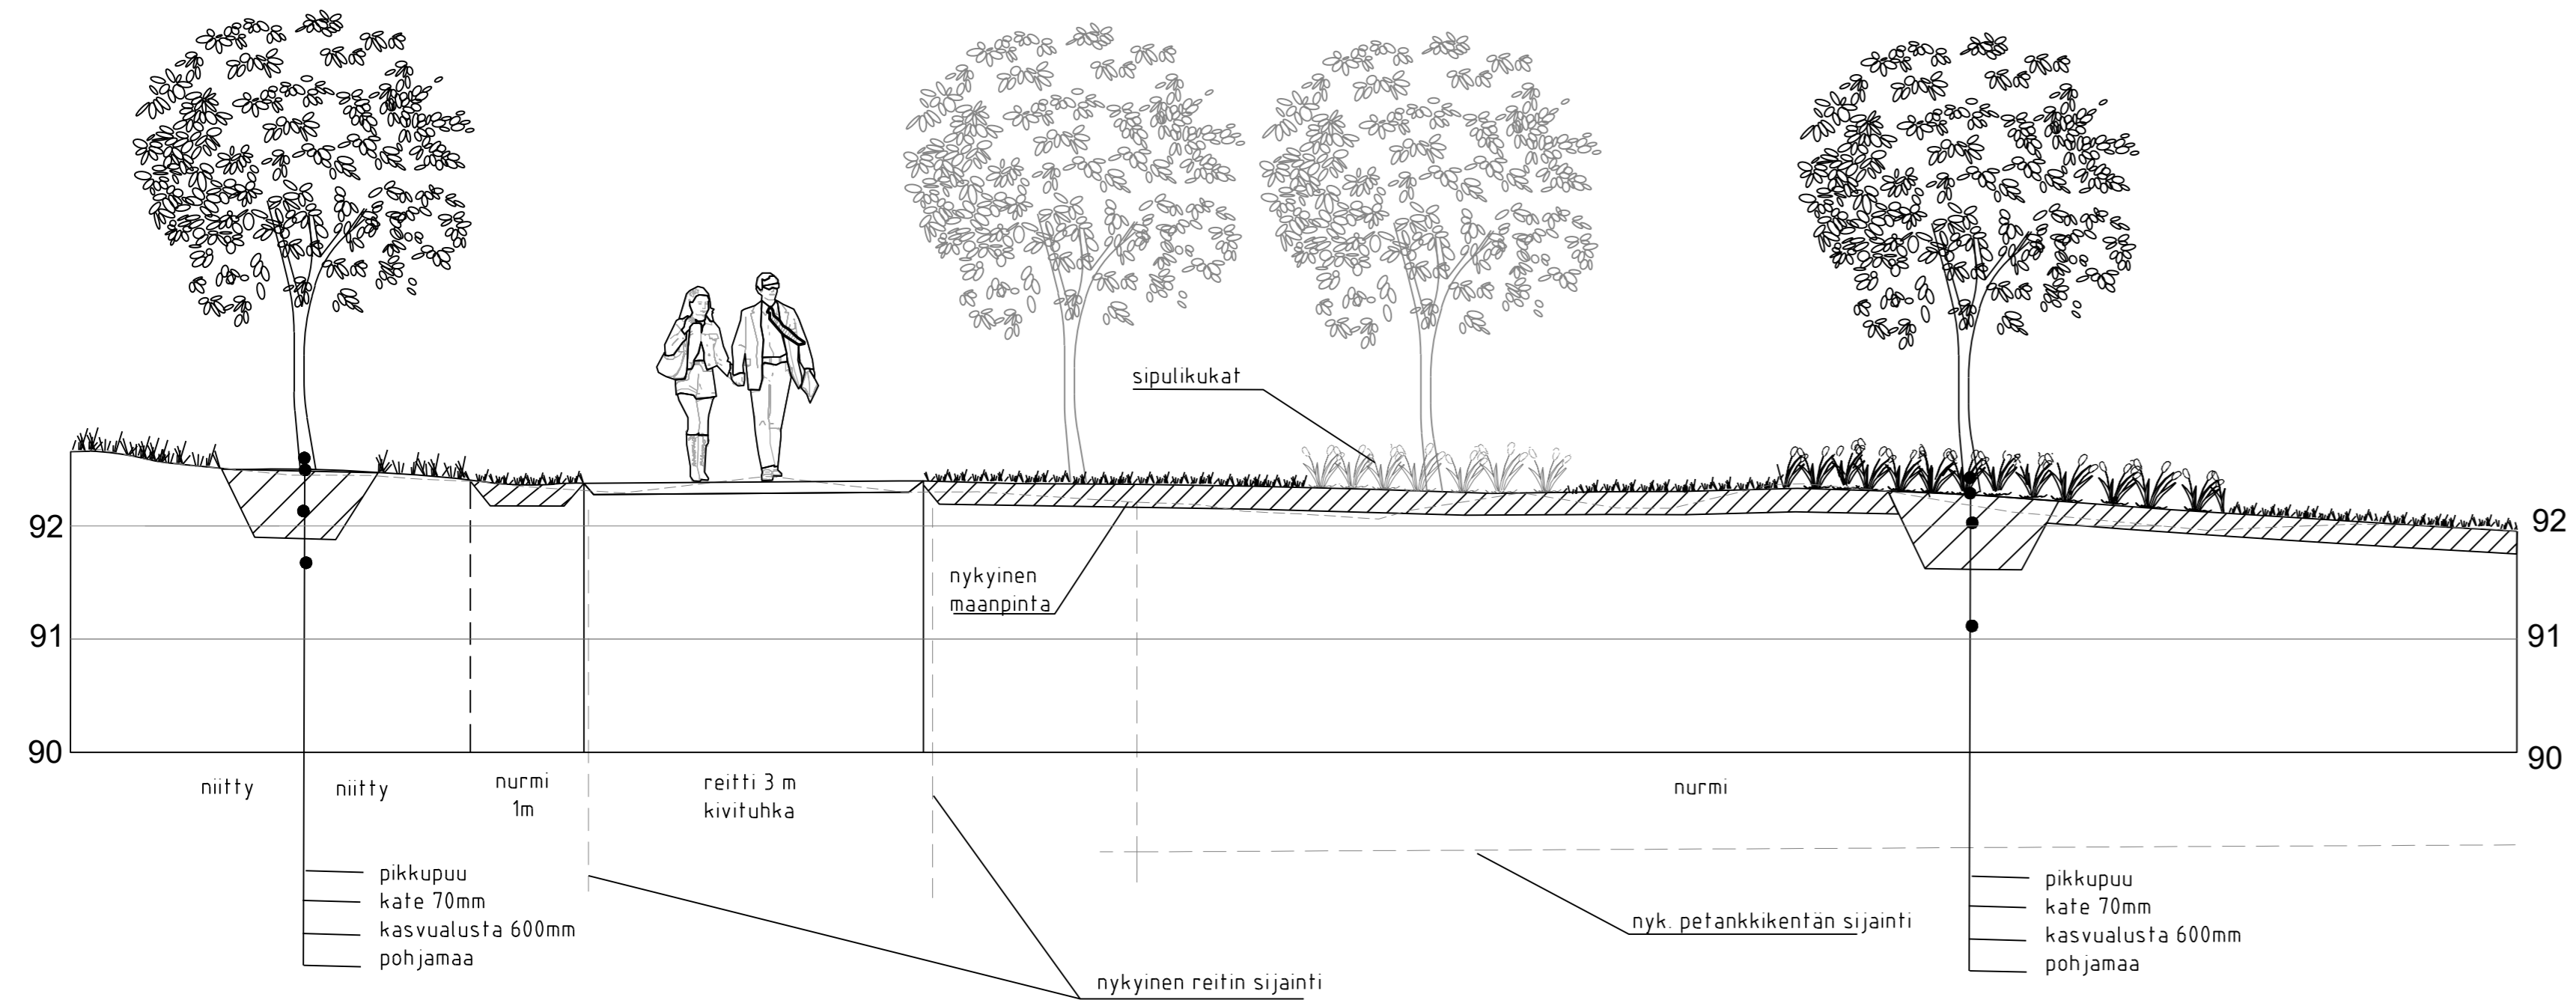 sipulikukat
nykyinen
maanpinta
92
92
91
91
90
90
niitty
niitty
nurmi
1m
reitti 3 m
kivituhka
nurmi
pikkupuu
kate 70mm
kasvualusta 600mm
pohjamaa
nyk. petankkikentän sijainti
nykyinen reitin sijainti
pikkupuu
kate 70mm
kasvualusta 600mm
pohjamaa